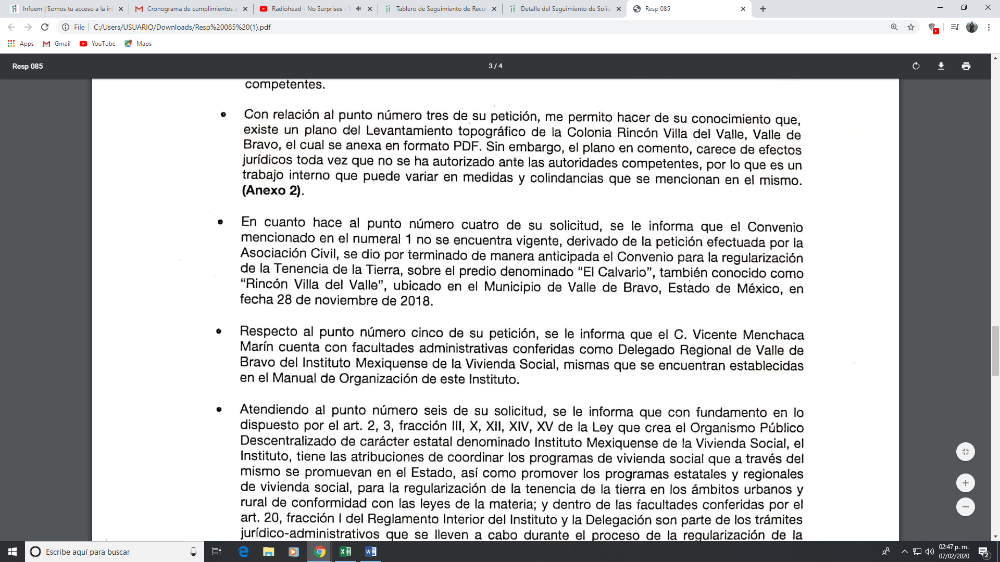 Infoem | Somos tu acceso a la inf
Cronograma de cumplimientos s
Radiohead - No Surprises - Y
Tablero de Seguimiento de Recur
Detalle del Seguimiento de Solici
Resp 085
File
C:/Users/USUARIO/Downloads/Resp%20085%20(1).pdf
Apps
Gmail
YouTube
Maps
Resp 085
3 / 4
competentes.
• Con relación al punto número tres de su petición, me permito hacer de su conocimiento que,
existe un plano del Levantamiento topográfico de la Colonia Rincón Villa del Valle, Valle de
Bravo, el cual se anexa en formato PDF. Sin embargo, el plano en comento, carece de efectos
jurídicos toda vez que no se ha autorizado ante las autoridades competentes, por lo que es un
trabajo interno que puede variar en medidas y colindancias que se mencionan en el mismo.
(Anexo 2).
• En cuanto hace al punto número cuatro de su solicitud, se le informa que el Convenio
mencionado en el numeral 1 no se encuentra vigente, derivado de la petición efectuada por la
Asociación Civil, se dio por terminado de manera anticipada el Convenio para la regularización
de la Tenencia de la Tierra, sobre el predio denominado “El Calvario”, también conocido como
“Rincón Villa del Valle”, ubicado en el Municipio de Valle de Bravo, Estado de México, en
fecha 28 de noviembre de 2018.
• Respecto al punto número cinco de su petición, se le informa que el C. Vicente Menchaca
Marín cuenta con facultades administrativas conferidas como Delegado Regional de Valle de
Bravo del Instituto Mexiquense de la Vivienda Social, mismas que se encuentran establecidas
en el Manual de Organización de este Instituto.
• Atendiendo al punto número seis de su solicitud, se le informa que con fundamento en lo
dispuesto por el art. 2, 3, fracción III, X, XII, XIV, XV de la Ley que crea el Organismo Público
Descentralizado de carácter estatal denominado Instituto Mexiquense de la Vivienda Social, el
Instituto, tiene las atribuciones de coordinar los programas de vivienda social que a través del
mismo se promuevan en el Estado, así como promover los programas estatales y regionales
de vivienda social, para la regularización de la tenencia de la tierra en los ámbitos urbanos y
rural de conformidad con las leyes de la materia; y dentro de las facultades conferidas por el
art. 20, fracción I del Reglamento Interior del Instituto y la Delegación son parte de los trámites
jurídico-administrativos que se lleven a cabo durante el proceso de la regularización de la
Escribe aquí para buscar
02:47 p. m.
07/02/2020
2